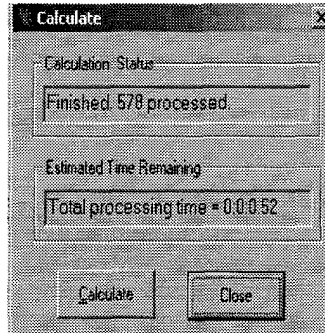 Calculate
Calculation Status
Finished. 578 processed.
Estimated Time Remaining
Total processing time = 0:0:0:52
Calculate
Close